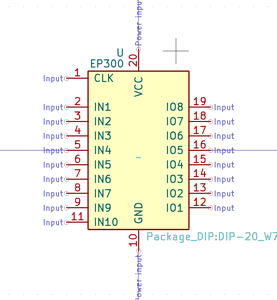 Power input
20
U
EP300
Input 1 CLK
VCC
Input 2 IN1 IO8 19 Input
Input 3 IN2 IO7 18 Input
Input 4 IN3 IO6 17 Input
Input 5 IN4 IO5 16 Input
Input 6 IN5 IO4 15 Input
Input 7 IN6 IO3 14 Input
Input 8 IN7 IO2 13 Input
Input 9 IN9 IO1 12 Input
Input 11 IN10
GND
10
Package_DIP:DIP-20_W7
Power input